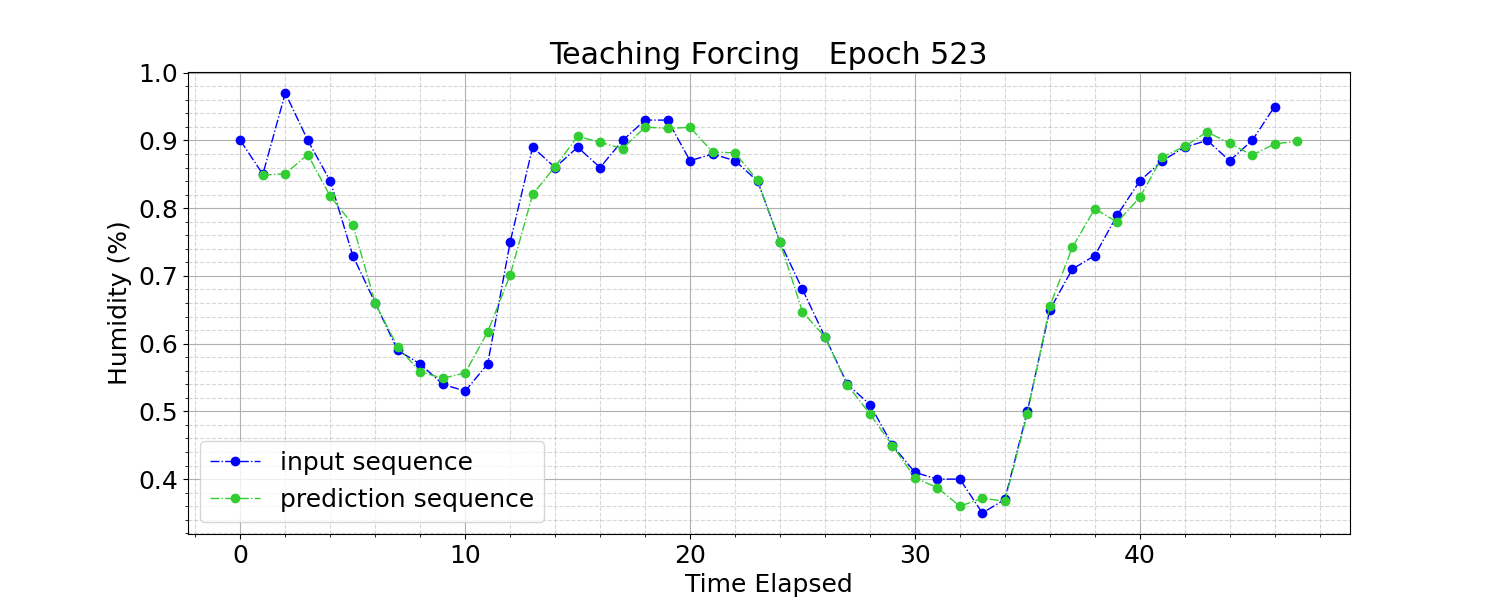 Teaching Forcing   Epoch 523
1.0
0.9
0.8
0.7
0.6
0.5
0.4
Humidity (%)
input sequence
prediction sequence
0 10 20 30 40
Time Elapsed